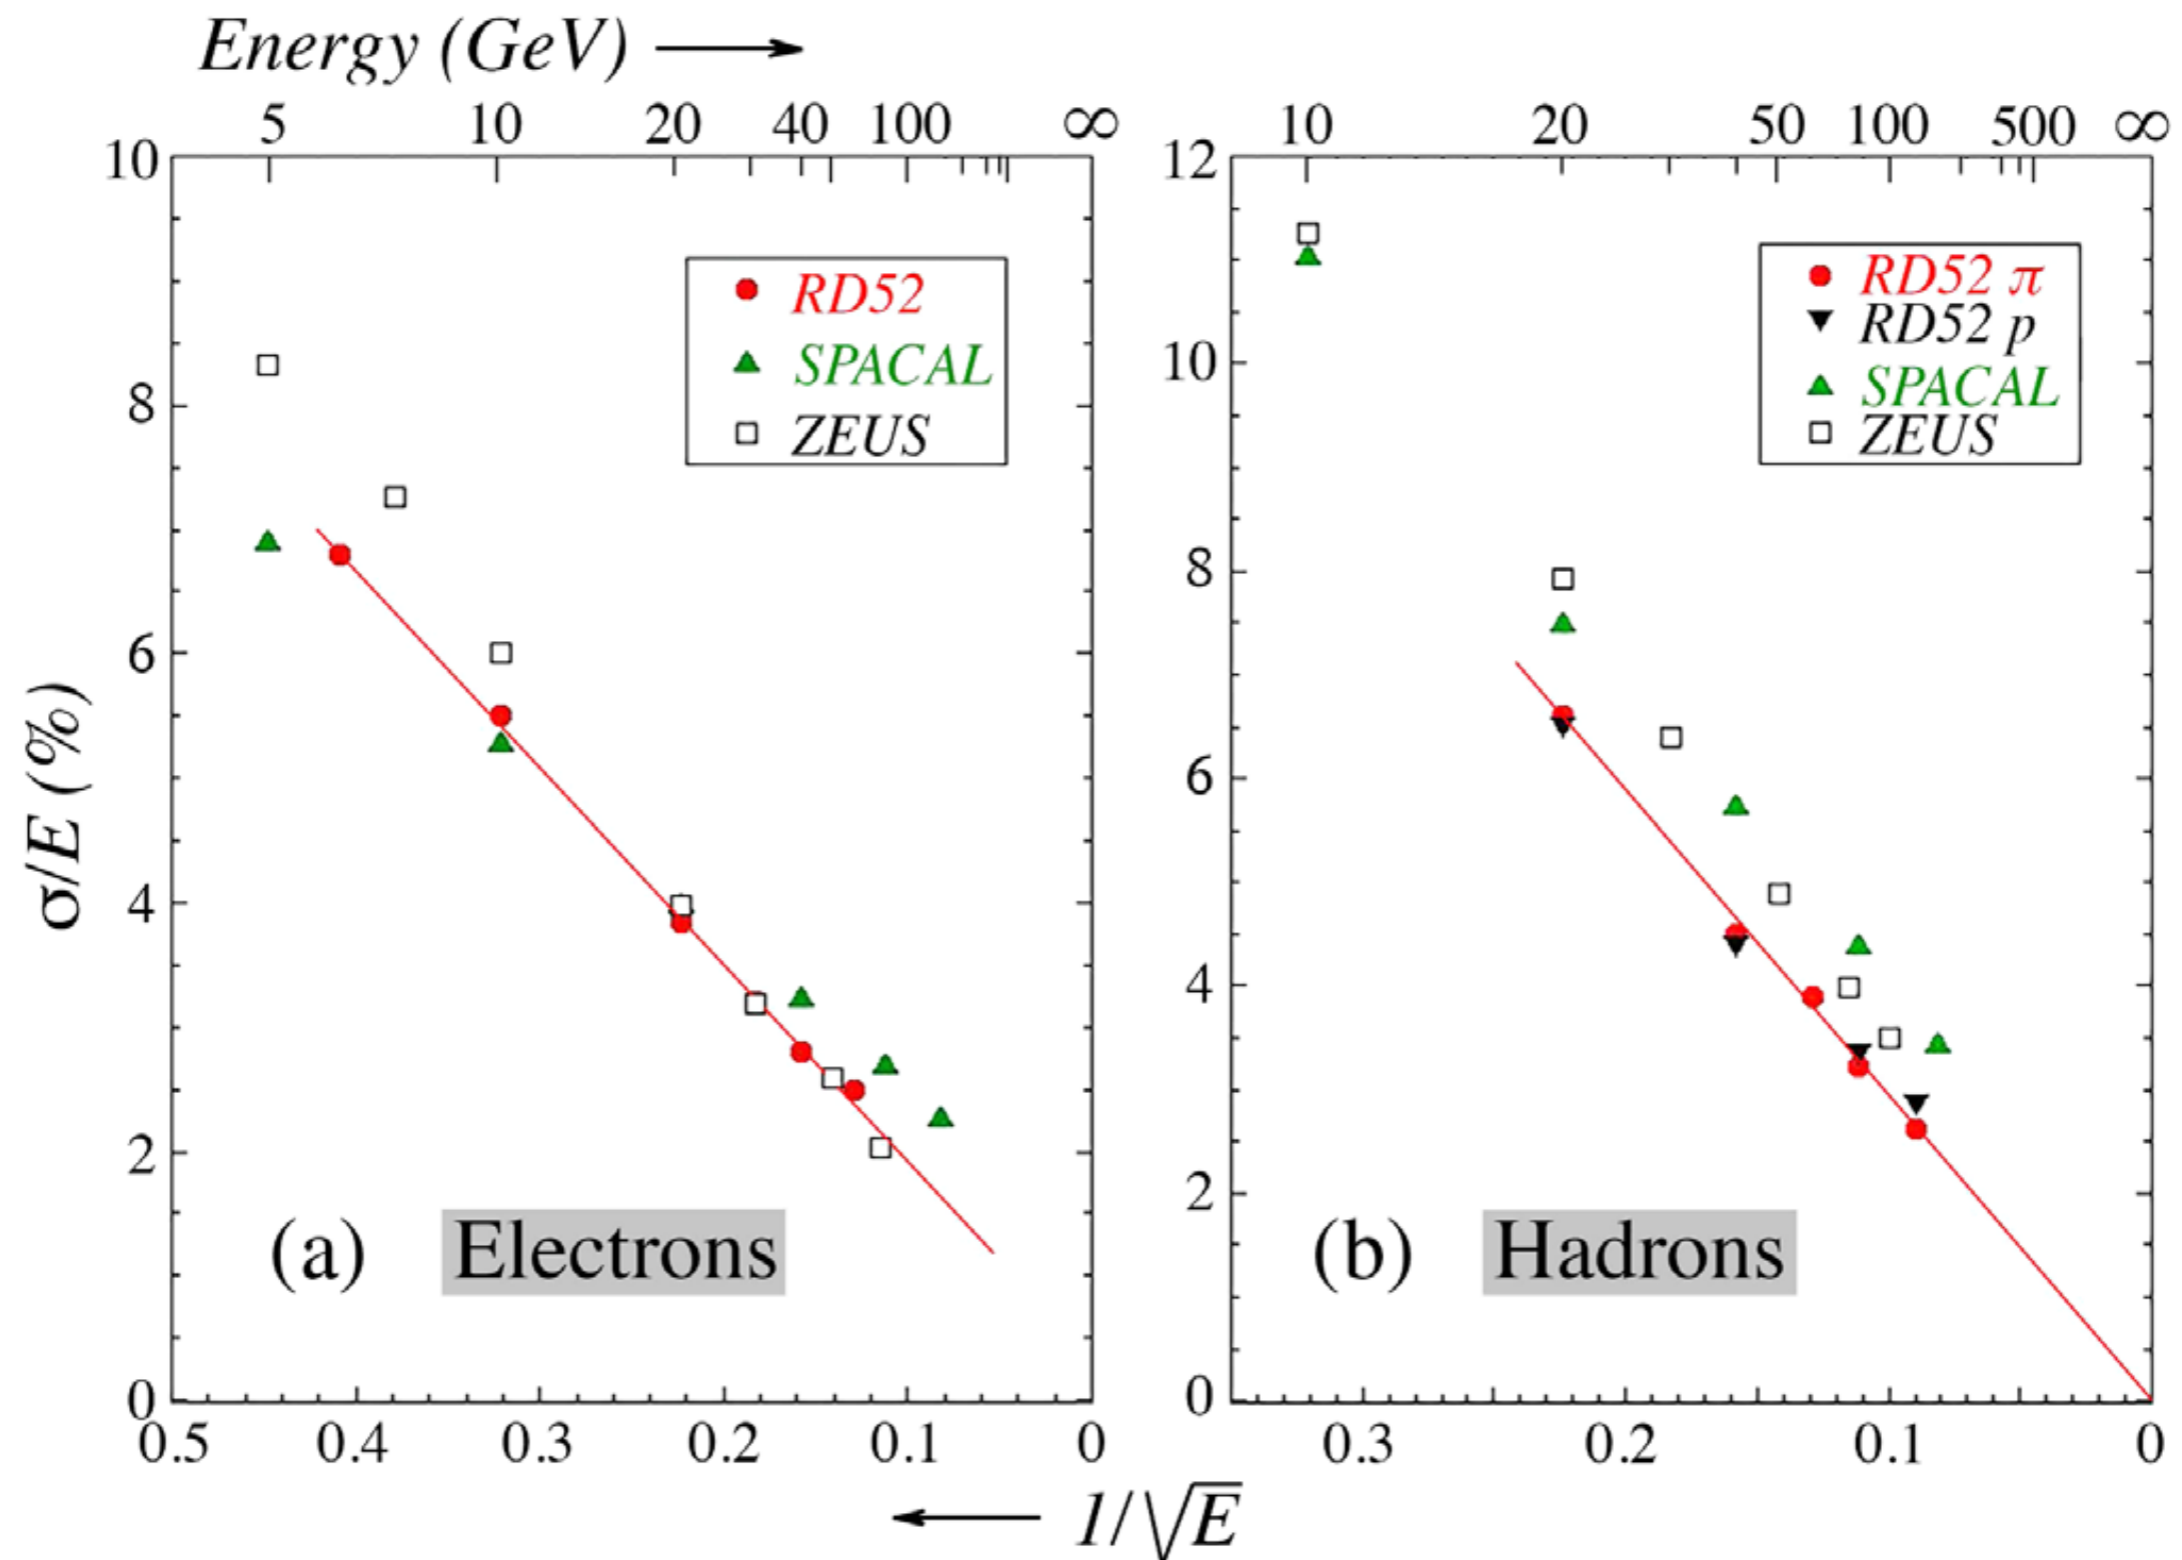 Energy (GeV)
5 10 20 40 100 ∞
10 20 50 100 500 ∞
10
8
6
4
2
0
σ/E (%)
RD52
SPACAL
ZEUS
(a) Electrons
0.5 0.4 0.3 0.2 0.1 0
12
10
8
6
4
2
0
RD52 π
RD52 p
SPACAL
ZEUS
(b) Hadrons
0.3 0.2 0.1 0
1/√E